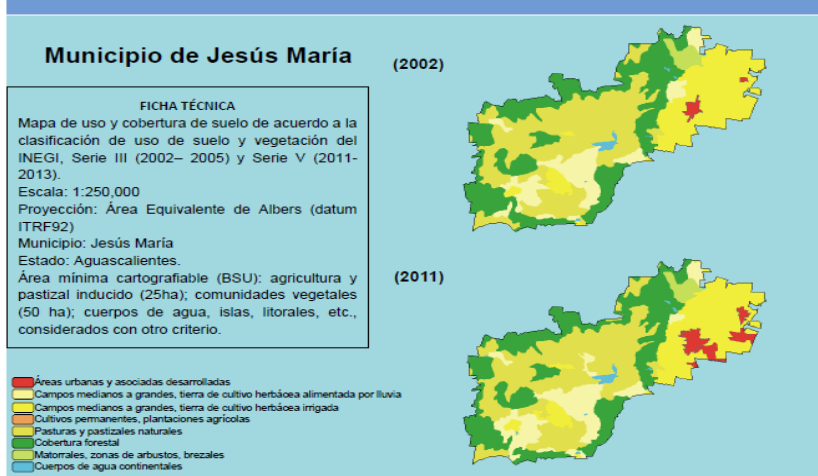 Municipio de Jesús María
(2002)
FICHA TÉCNICA
Mapa de uso y cobertura de suelo de acuerdo a la
clasificación de uso de suelo y vegetación del
INEGI, Serie III (2002– 2005) y Serie V (2011-
2013).
Escala: 1:250,000
Proyección: Área Equivalente de Albers (datum
ITRF92)
Municipio: Jesús María
Estado: Aguascalientes.
Área mínima cartografiable (BSU): agricultura y
pastizal inducido (25ha); comunidades vegetales
(50 ha); cuerpos de agua, islas, litorales, etc.,
considerados con otro criterio.
(2011)
Áreas urbanas y asociadas desarrolladas
Campos medianos a grandes, tierra de cultivo herbácea alimentada por lluvia
Campos medianos a grandes, tierra de cultivo herbácea irrigada
Cultivos permanentes, plantaciones agrícolas
Pasturas y pastizales naturales
Cobertura forestal
Matorrales, zonas de arbustos, brezales
Cuerpos de agua continentales